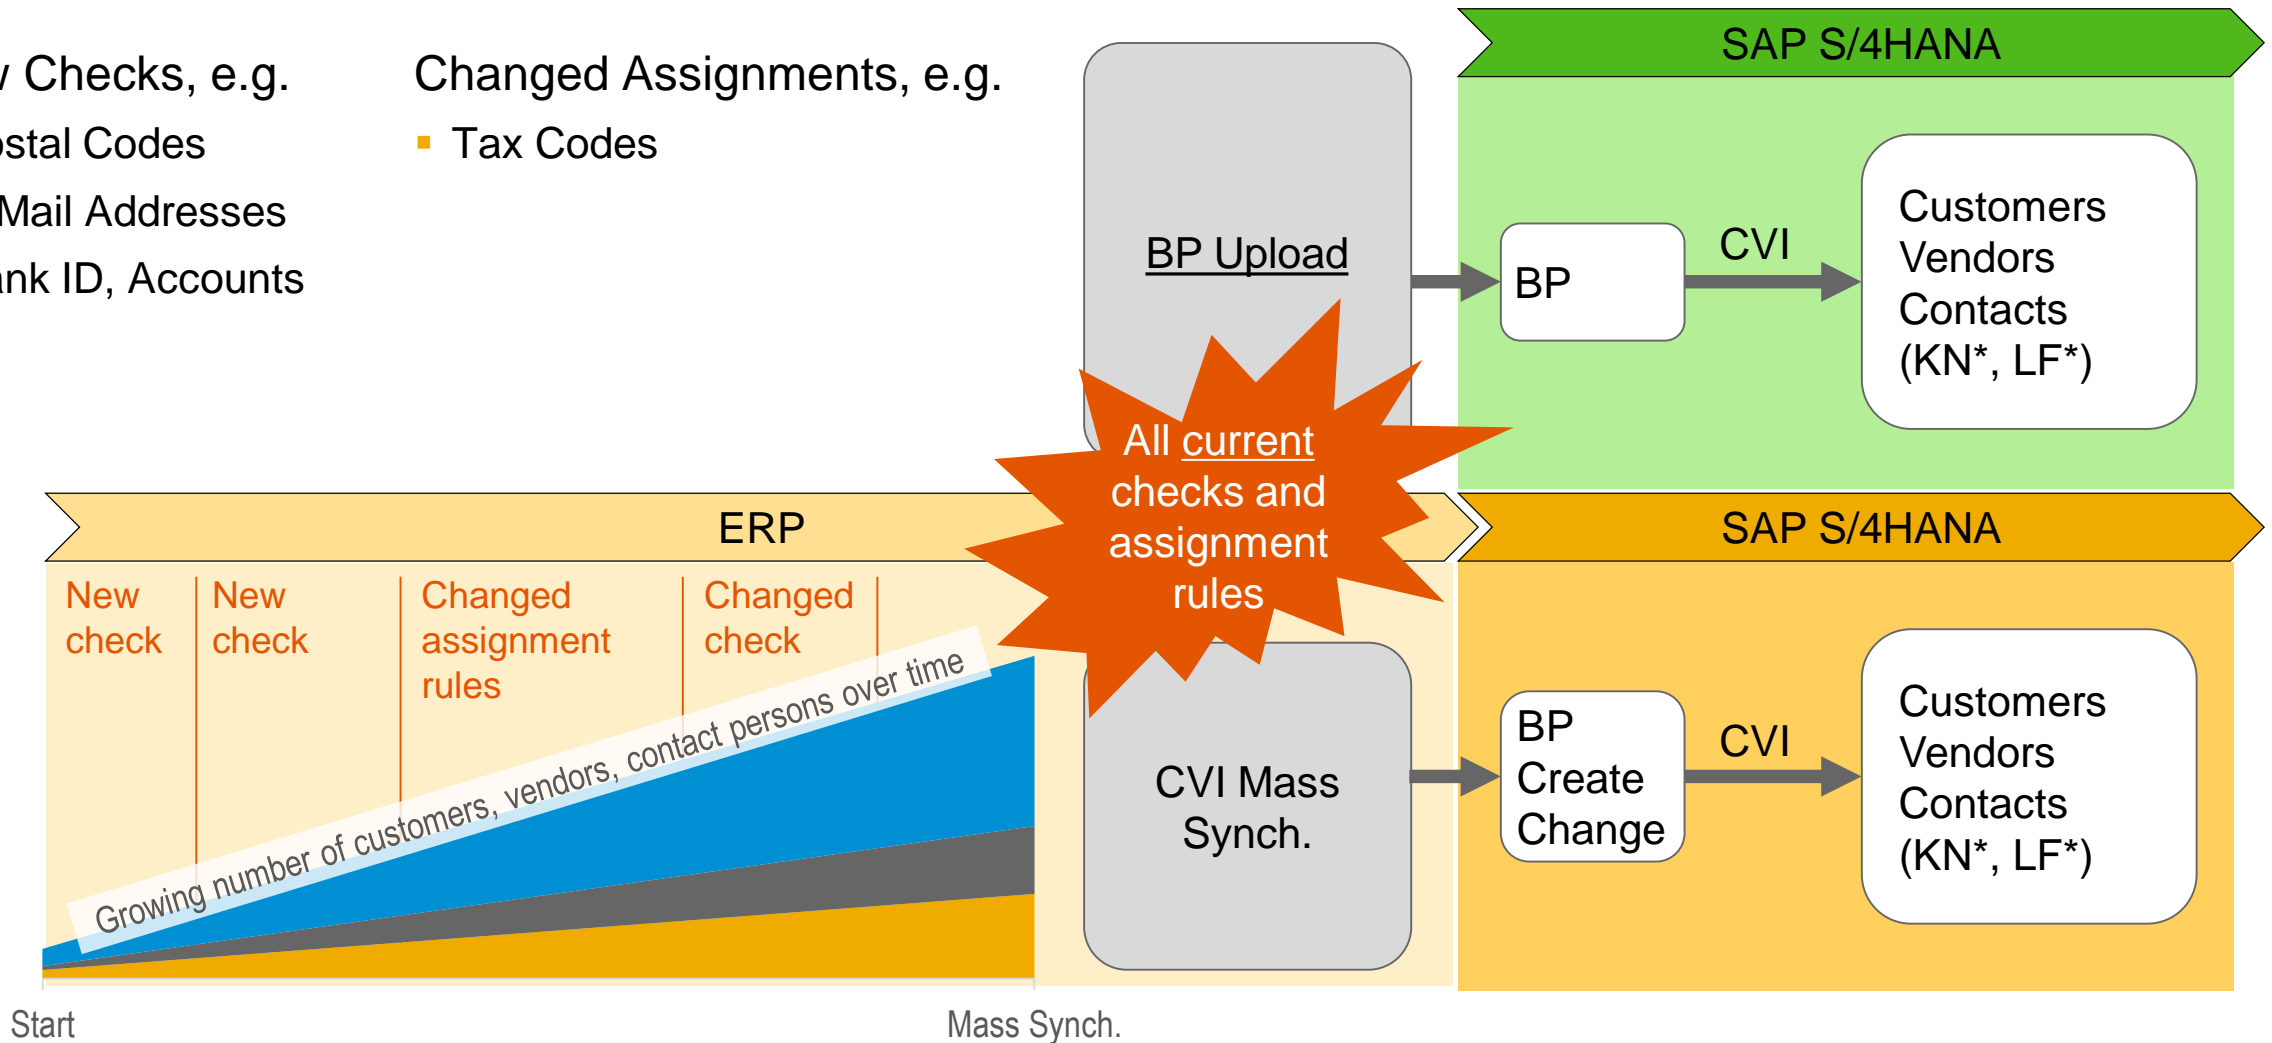 Checks, e.g.
Codes
Mail Addresses
ID, Accounts
Changed Assignments, e.g.
Tax Codes
BP Upload
SAP S/4HANA
BP
CVI
Customers
Vendors
Contacts
(KN*, LF*)
All current
checks and
assignment
rules
ERP
SAP S/4HANA
New
check
New
check
Changed
assignment
rules
Changed
check
Growing number of customers, vendors, contact persons over time
CVI Mass
Synch.
BP
Create
Change
CVI
Customers
Vendors
Contacts
(KN*, LF*)
Start
Mass Synch.